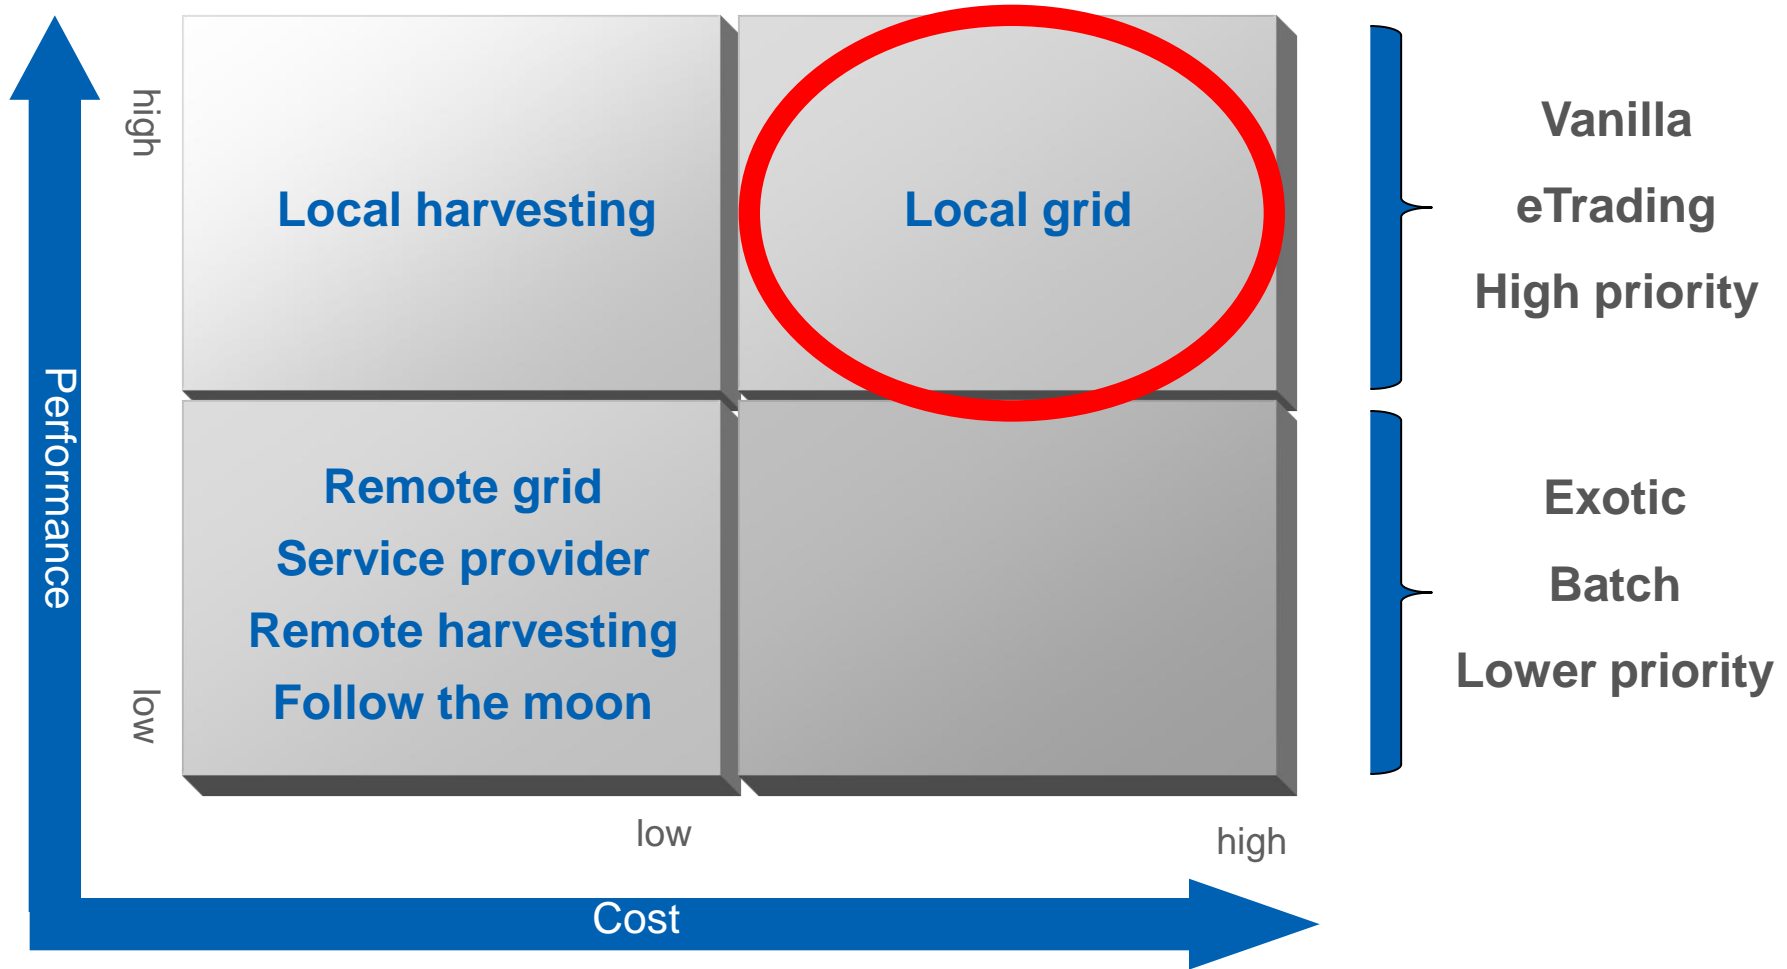 Performance
high
low
Local harvesting
Local grid
Remote grid
Service provider
Remote harvesting
Follow the moon
low
high
Cost
Vanilla
eTrading
High priority
Exotic
Batch
Lower priority